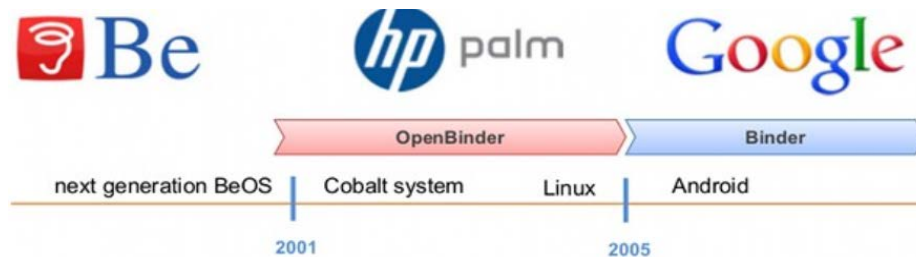 Be hp palm Google
OpenBinder Binder
next generation BeOS Cobalt system Linux Android
2001 2005